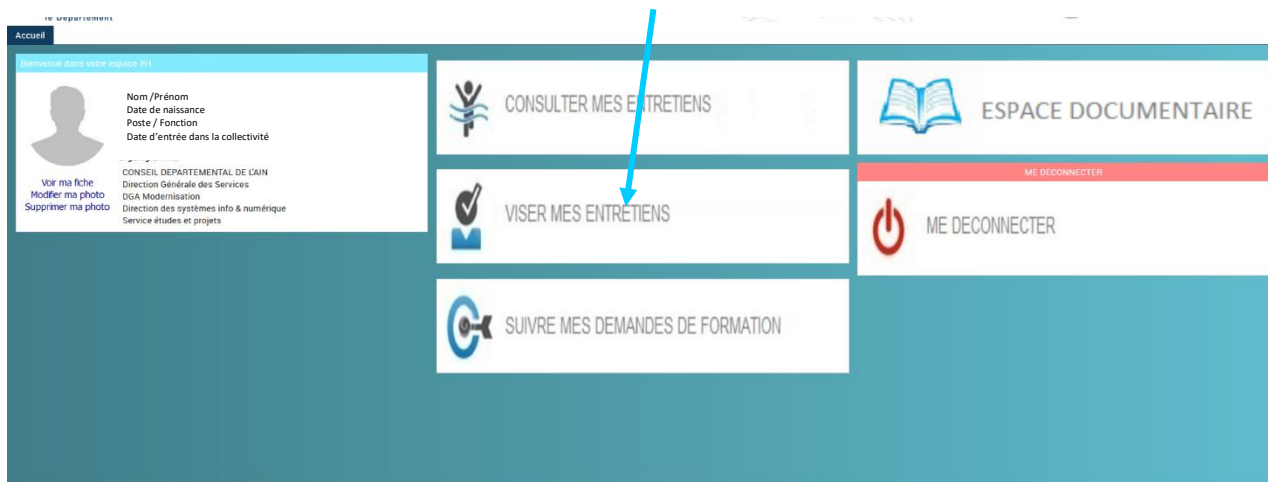 le Département
Accueil
Bienvenue dans votre espace RH
Nom /Prénom
Date de naissance
Poste / Fonction
Date d'entrée dans la collectivité
Voir ma fiche
Modifier ma photo
Supprimer ma photo
CONSEIL DEPARTEMENTAL DE L'AIN
Direction Générale des Services
DGA Modernisation
Direction des systèmes info & numérique
Service études et projets
CONSULTER MES ENTRETIENS
VISER MES ENTRETIENS
SUIVRE MES DEMANDES DE FORMATION
ESPACE DOCUMENTAIRE
ME DECONNECTER
ME DECONNECTER